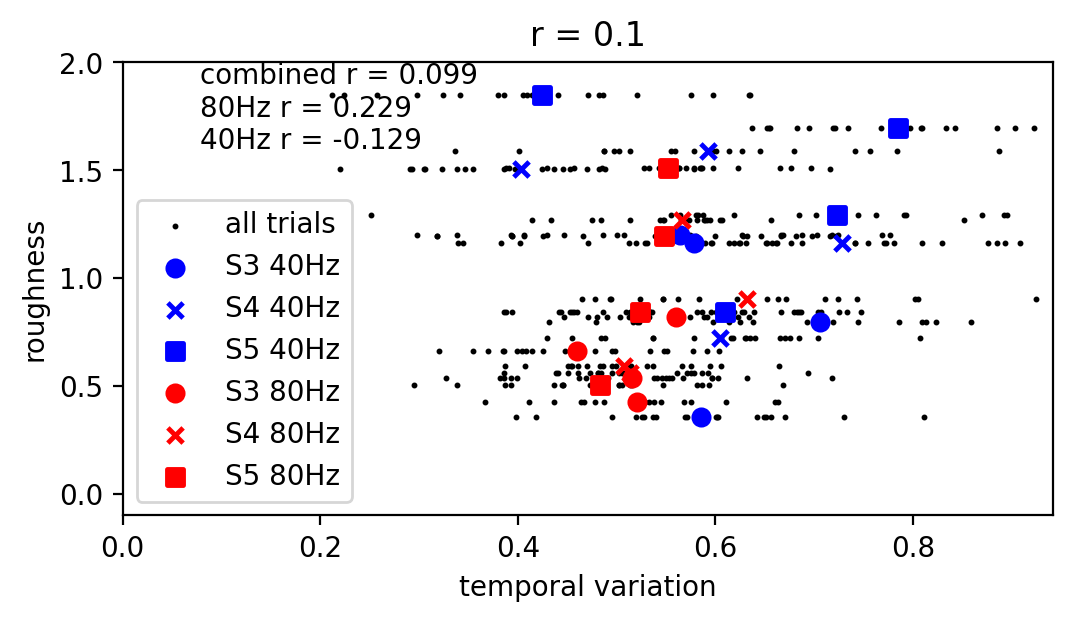 r = 0.1
combined r = 0.099
80Hz r = 0.229
40Hz r = -0.129
all trials
S3 40Hz
S4 40Hz
S5 40Hz
S3 80Hz
S4 80Hz
S5 80Hz
roughness
2.0
1.5
1.0
0.5
0.0
0.0 0.2 0.4 0.6 0.8
temporal variation